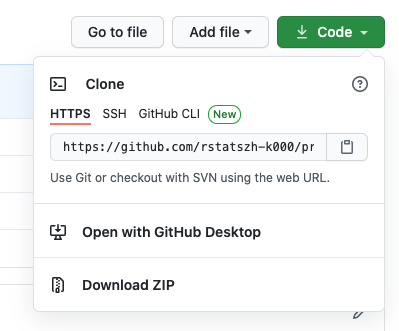 Go to file
Add file
Code
Clone
HTTPS
SSH
GitHub CLI
New
https://github.com/rstatszh-k000/pr
Use Git or checkout with SVN using the web URL.
Open with GitHub Desktop
Download ZIP